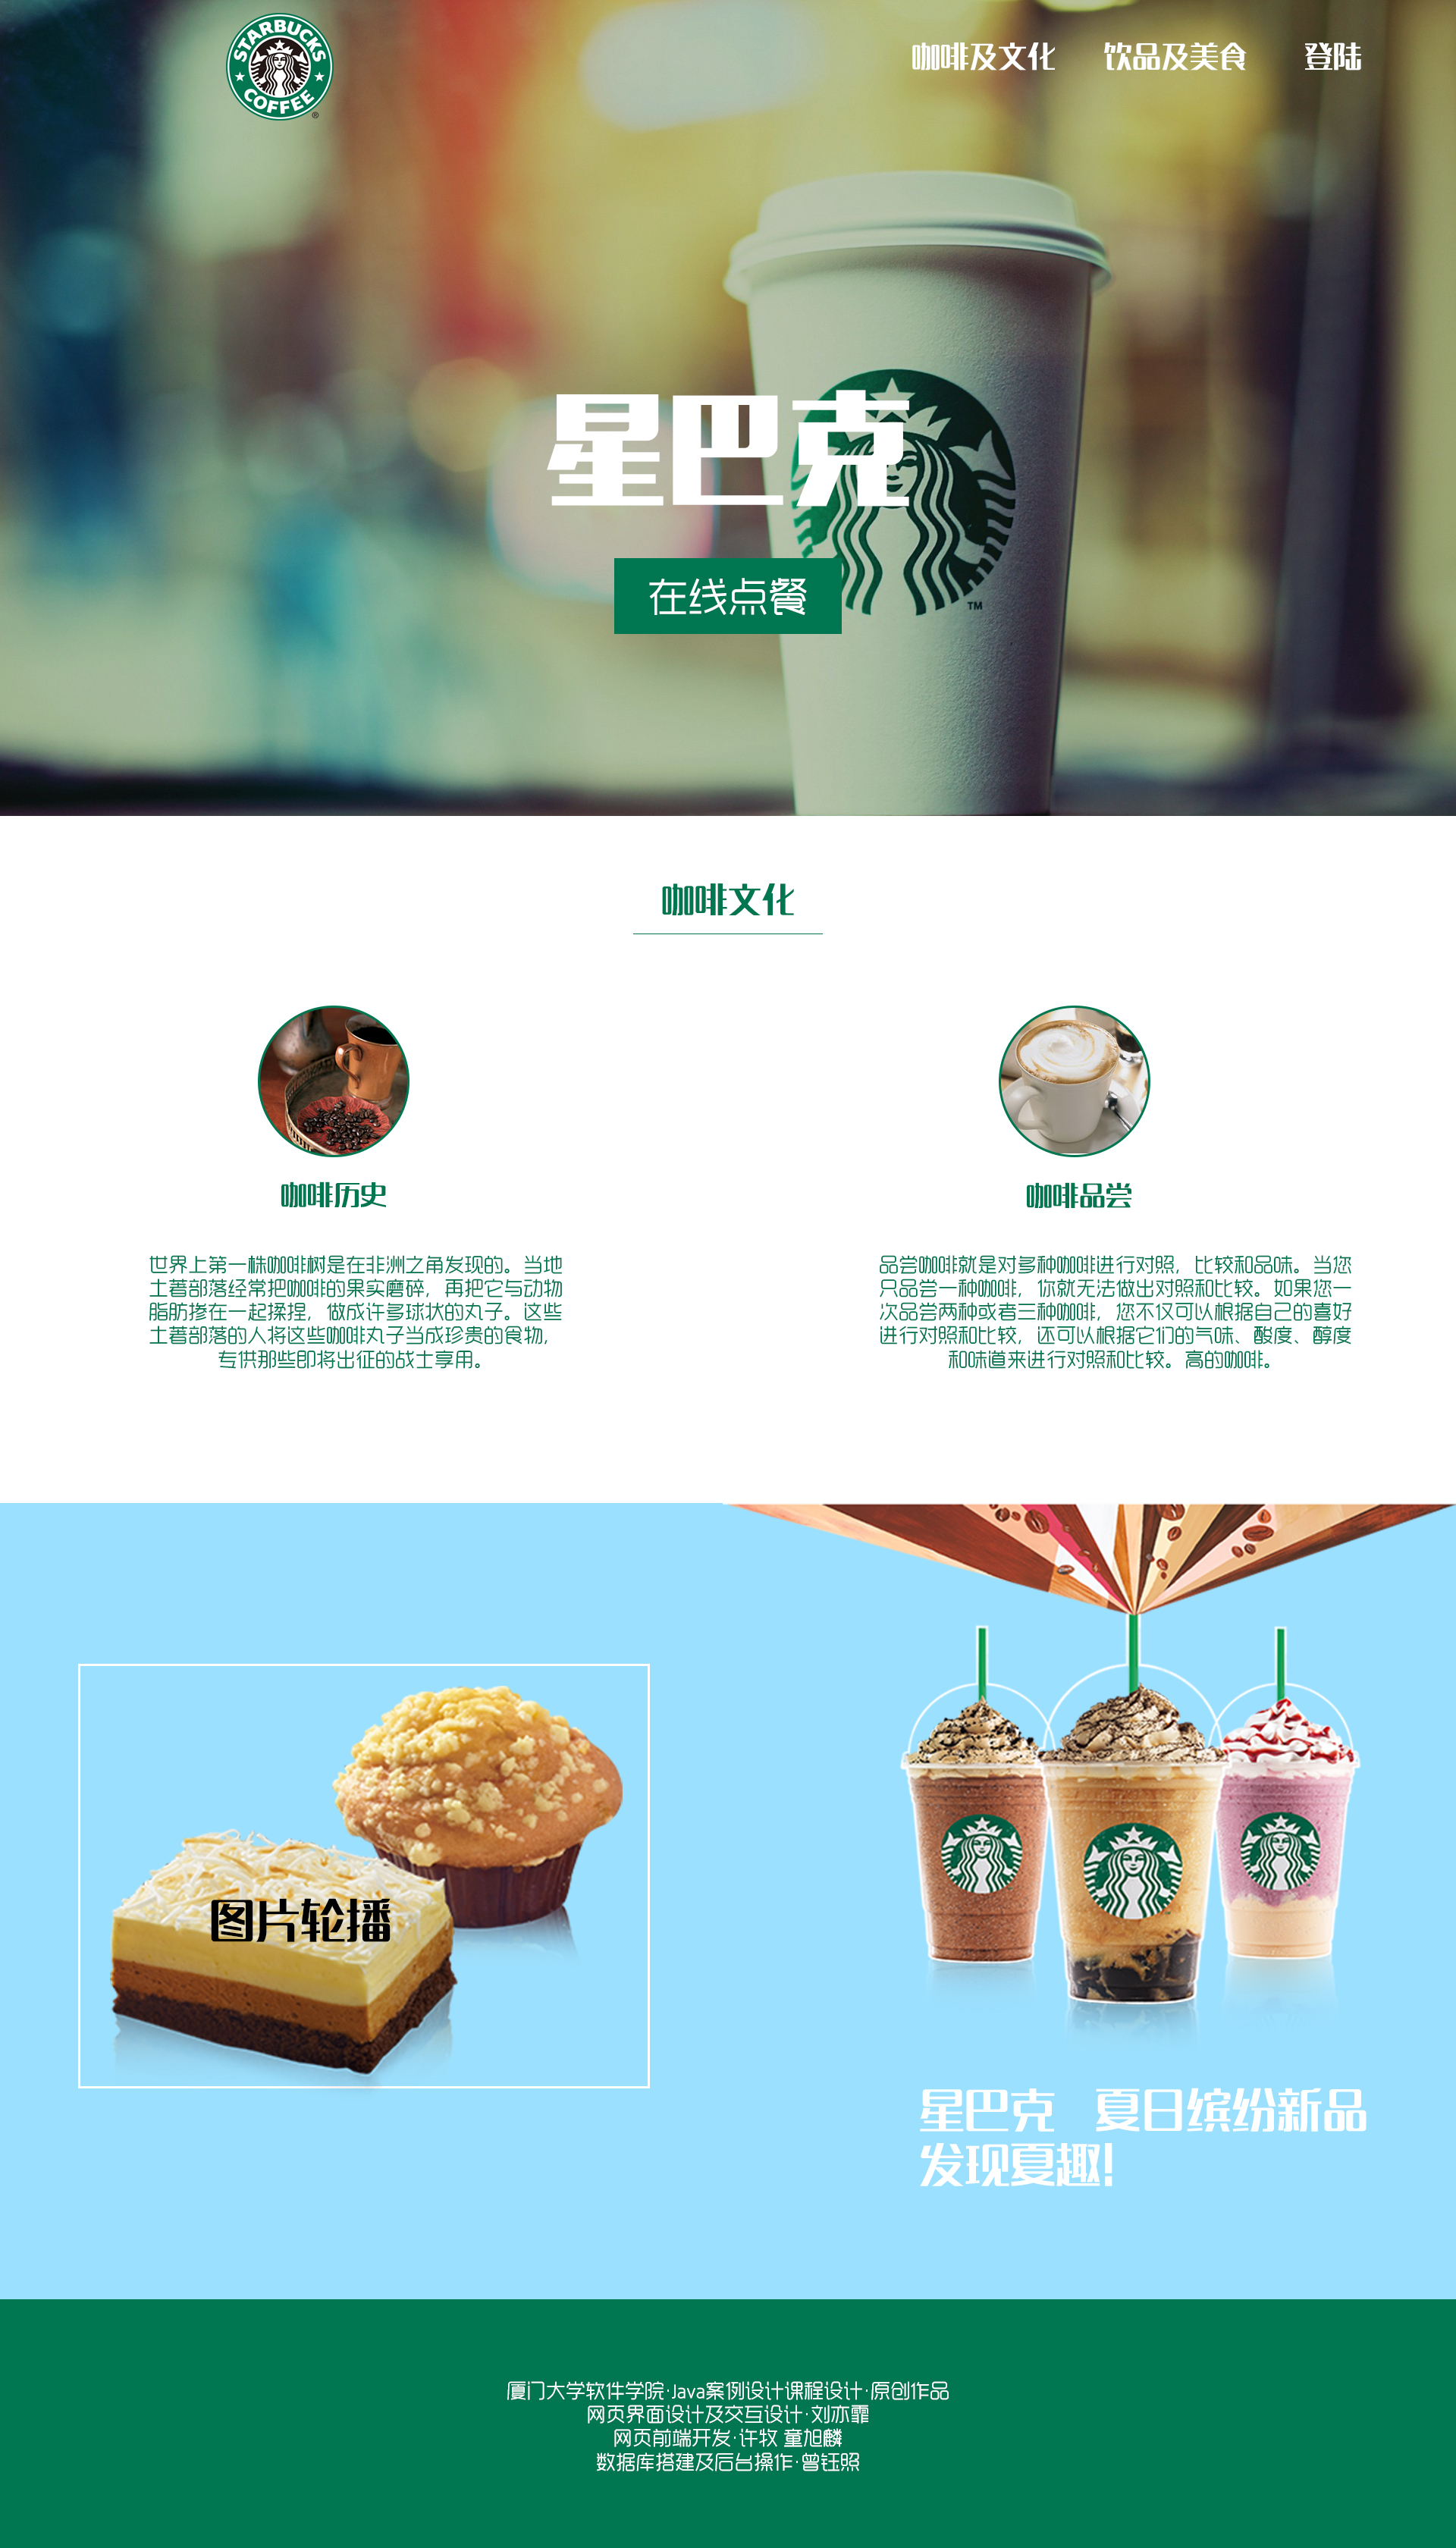 STARBUCKS
COFFEE
®
咖啡及文化 饮品及美食 登陆
星巴克
在线点餐
TM
咖啡文化
咖啡历史
世界上第一株咖啡树是在非洲之角发现的。当地
土著部落经常把咖啡的果实磨碎，再把它与动物
脂肪掺在一起揉捏，做成许多球状的丸子。这些
土著部落的人将这些咖啡丸子当成珍贵的食物，
专供那些即将出征的战士享用。
咖啡品尝
品尝咖啡就是对多种咖啡进行对照，比较和品味。当您
只品尝一种咖啡，你就无法做出对照和比较。如果您一
次品尝两种或者三种咖啡，您不仅可以根据自己的喜好
进行对照和比较，还可以根据它们的气味、酸度、醇度
和味道来进行对照和比较。高的咖啡。
图片轮播
星巴克 夏日缤纷新品
发现夏趣!
厦门大学软件学院·Java案例设计课程设计·原创作品
网页界面设计及交互设计·刘亦霏
网页前端开发·许牧 童旭麟
数据库搭建及后台操作·曾钰照